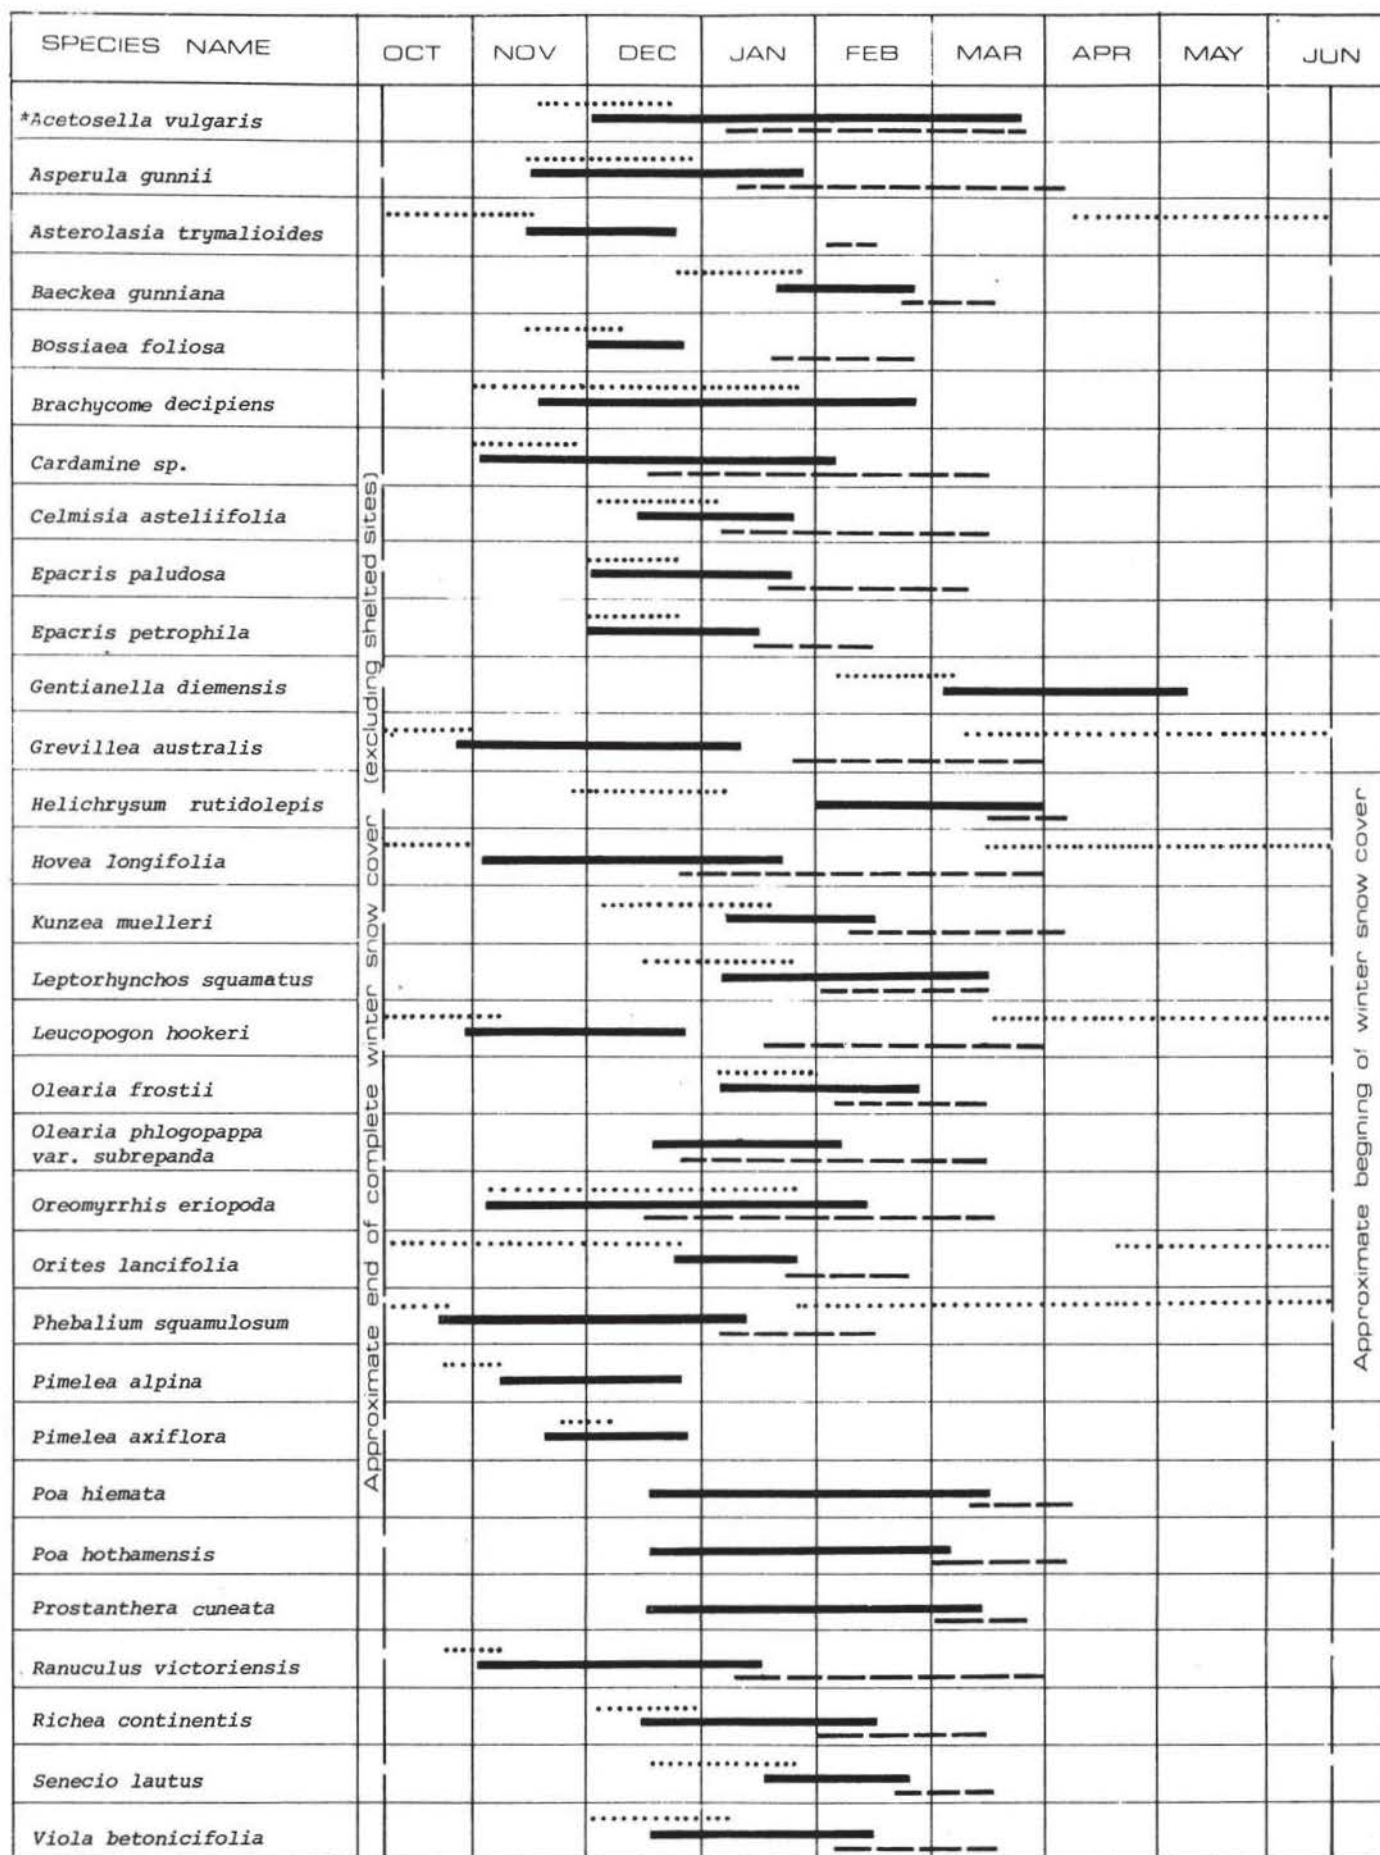 SPECIES NAME OCT NOV DEC JAN FEB MAR APR MAY JUN
*Acetosella vulgaris
Asperula gunnii
Asterolasia trymalioides
Baeckea gunniana
Bossiaea foliosa
Brachycome decipiens
Cardamine sp.
Celmisia asteliifolia
Epacris paludosa
Epacris petrophila
Gentianella diemensis
Grevillea australis
Helichrysum rutidolepis
Hovea longifolia
Kunzea muelleri
Leptorhynchos squamatus
Leucopogon hookeri
Olearia frostii
Olearia phlogopappa
var. subrepanda
Oreomyrrhis eriopoda
Orites lancifolia
Phebalium squamulosum
Pimelea alpina
Pimelea axiflora
Poa hiemata
Poa hothamensis
Prostanthera cuneata
Ranuculus victoriensis
Richea continentis
Senecio lautus
Viola betonicifolia
Approximate end of complete winter snow cover (excluding shelted sites)
Approximate begining of winter snow cover